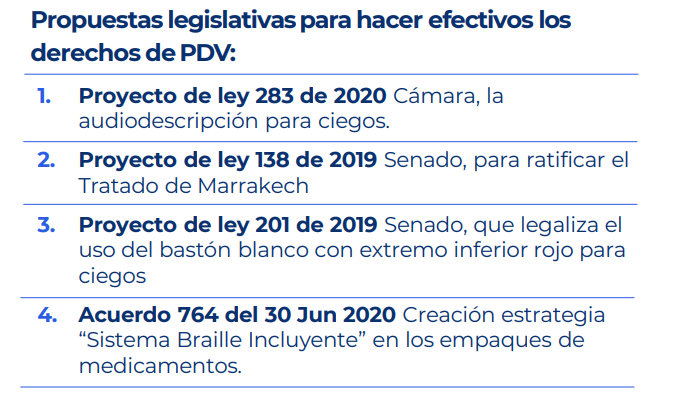 Propuestas legislativas para hacer efectivos los
derechos de PDV:
1. Proyecto de ley 283 de 2020 Cámara, la
audiodescripción para ciegos.
2. Proyecto de ley 138 de 2019 Senado, para ratificar el
Tratado de Marrakech
3. Proyecto de ley 201 de 2019 Senado, que legaliza el
uso del bastón blanco con extremo inferior rojo para
ciegos
4. Acuerdo 764 del 30 Jun 2020 Creación estrategia
“Sistema Braille Incluyente” en los empaques de
medicamentos.